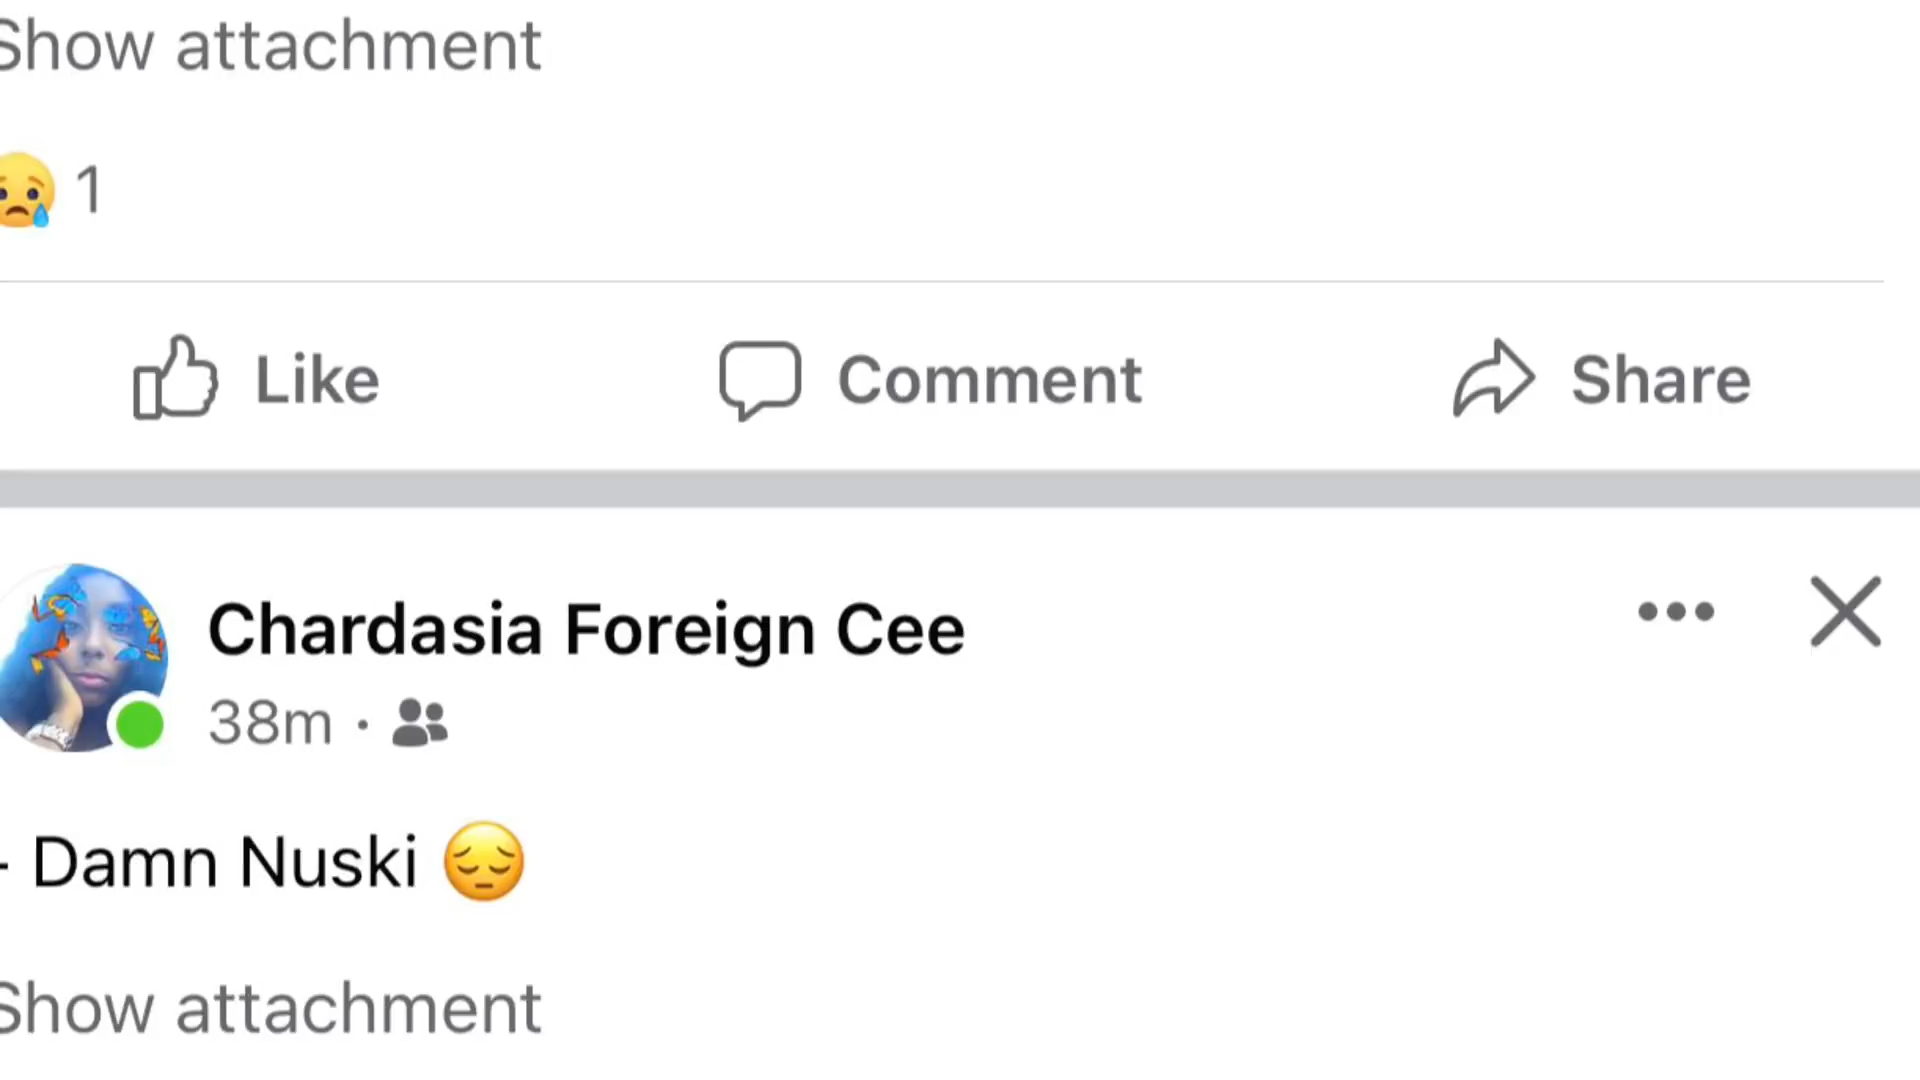 Show attachment
1
Like Comment Share
Chardasia Foreign Cee
38m ·
- Damn Nuski 😔
Show attachment